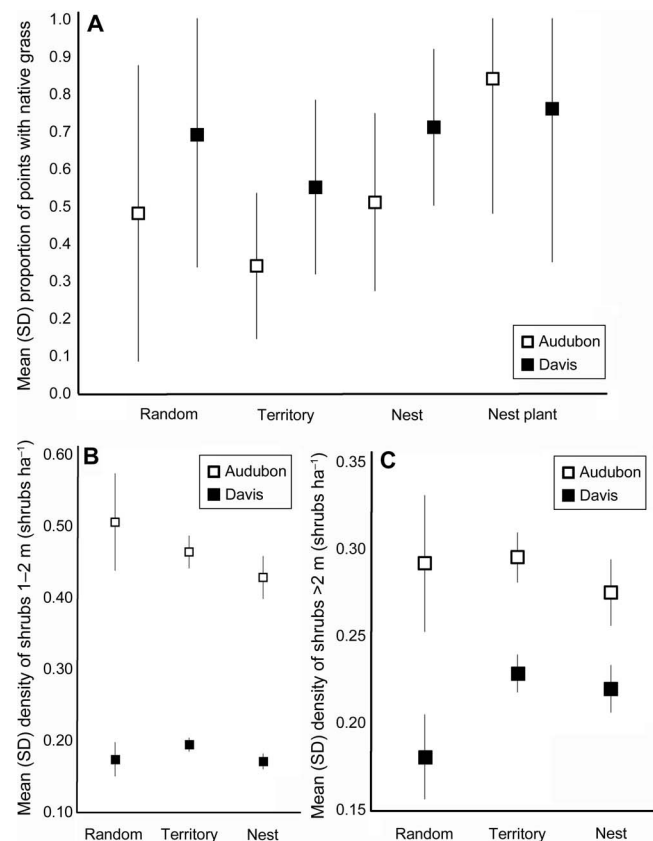 A
Mean (SD) proportion of points with native grass
1.0
0.9
0.8
0.7
0.6
0.5
0.4
0.3
0.2
0.1
0.0
Audubon
Davis
Random Territory Nest Nest plant
B
Mean (SD) density of shrubs 1–2 m (shrubs ha⁻¹)
0.60
0.50
0.40
0.30
0.20
0.10
Audubon
Davis
Random Territory Nest
C
Mean (SD) density of shrubs >2 m (shrubs ha⁻¹)
0.35
0.30
0.25
0.20
0.15
Audubon
Davis
Random Territory Nest